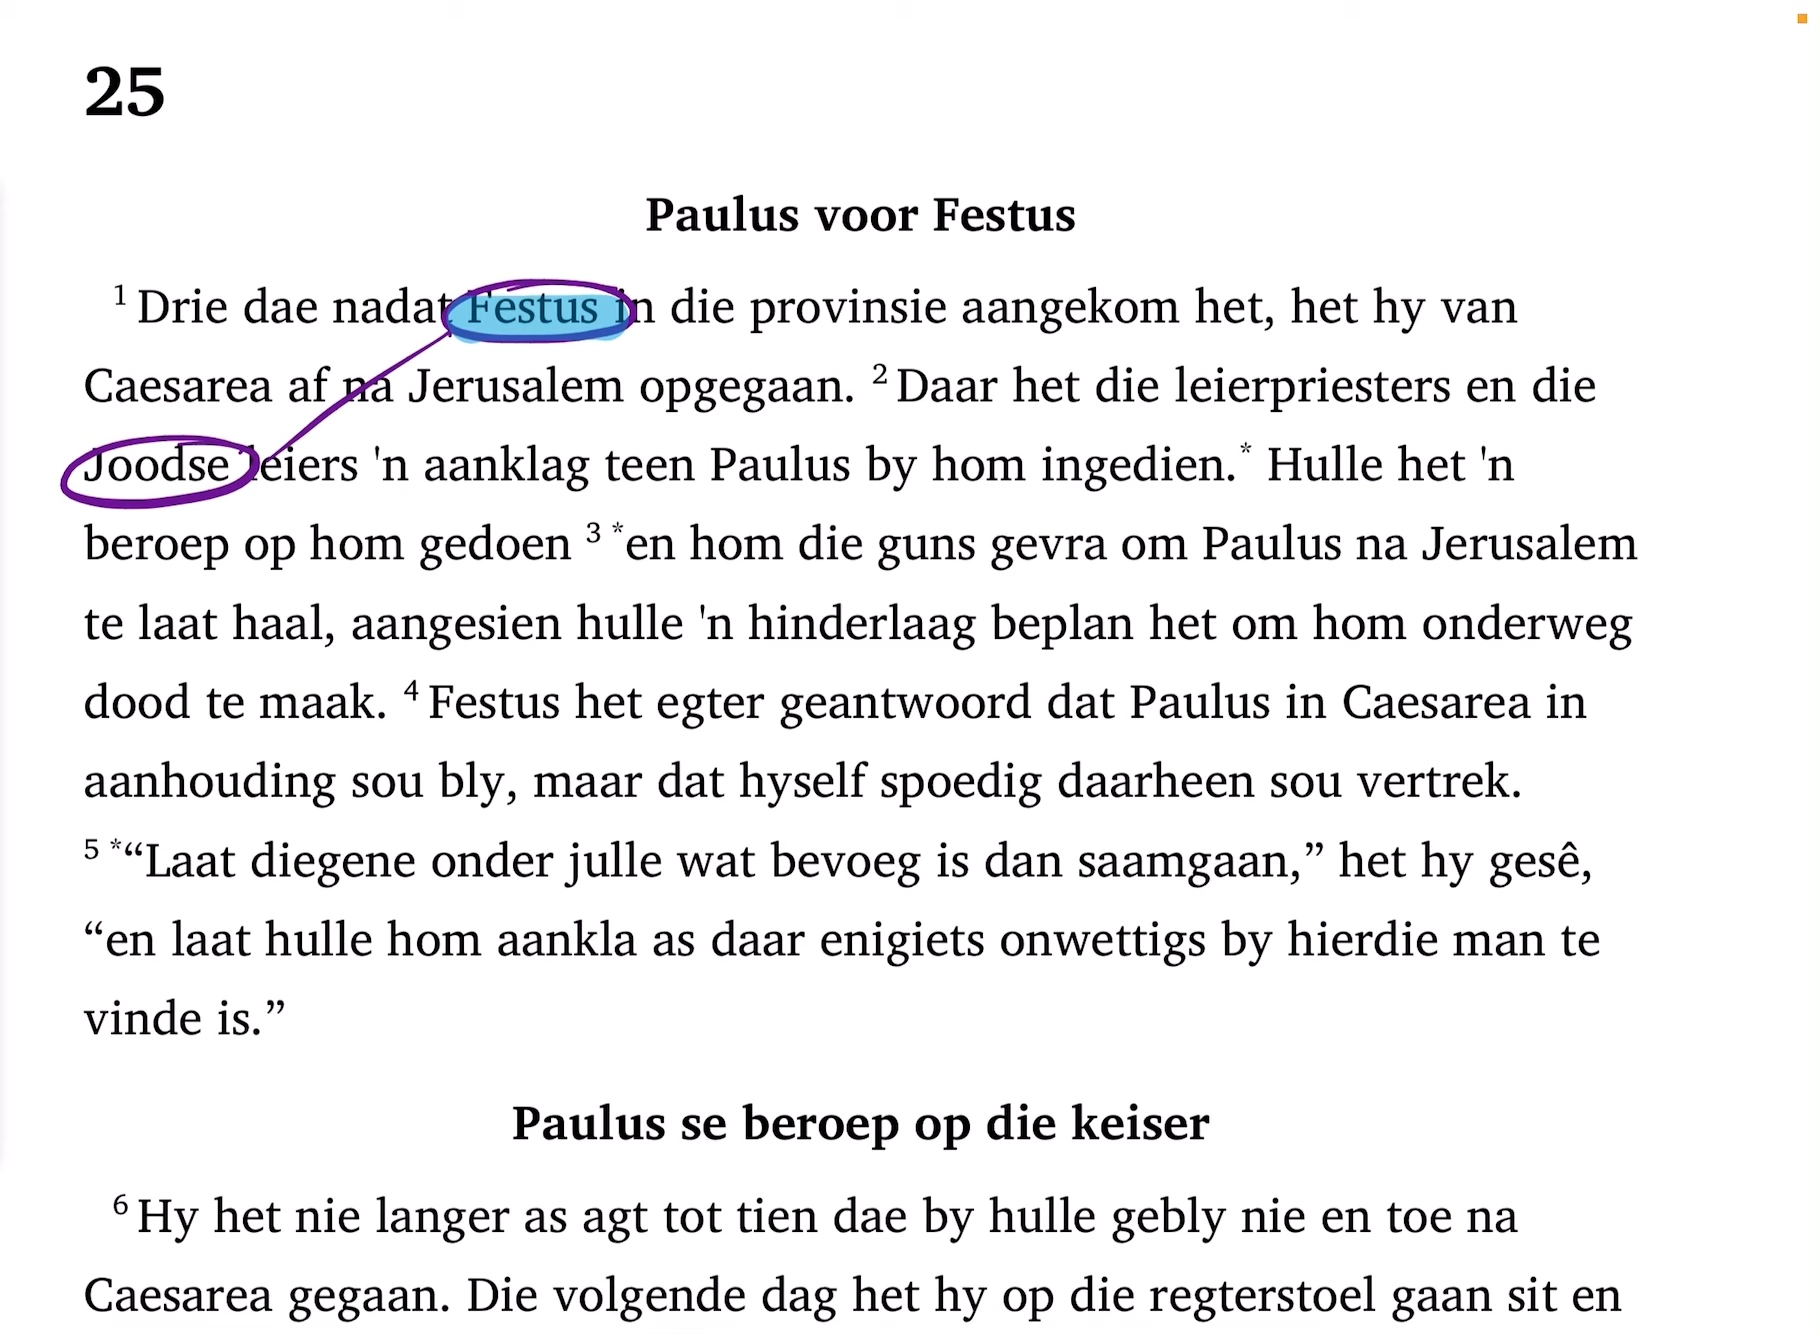 25
Paulus voor Festus
1 Drie dae nadat Festus in die provinsie aangekom het, het hy van
Caesarea af na Jerusalem opgegaan. 2 Daar het die leierpriesters en die
Joodse leiers 'n aanklag teen Paulus by hom ingedien.* Hulle het 'n
beroep op hom gedoen 3 *en hom die guns gevra om Paulus na Jerusalem
te laat haal, aangesien hulle 'n hinderlaag beplan het om hom onderweg
dood te maak. 4 Festus het egter geantwoord dat Paulus in Caesarea in
aanhouding sou bly, maar dat hyself spoedig daarheen sou vertrek.
5 *“Laat diegene onder julle wat bevoeg is dan saamgaan,” het hy gesê,
“en laat hulle hom aankla as daar enigiets onwettigs by hierdie man te
vinde is.”
Paulus se beroep op die keiser
6 Hy het nie langer as agt tot tien dae by hulle gebly nie en toe na
Caesarea gegaan. Die volgende dag het hy op die regterstoel gaan sit en